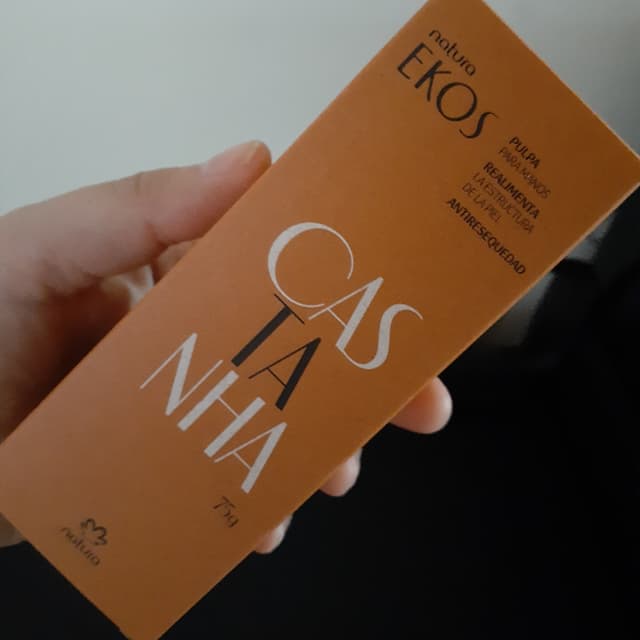 natura
EKOS
PULPA
PARA MANOS
REALIMENTA
LA ESTRUCTURA
DE LA PIEL
ANTIRESEQUEDAD
CAS
TA
NHA
75g
natura